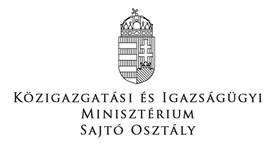 Közigazgatási és Igazságügyi
Minisztérium
Sajtó Osztály